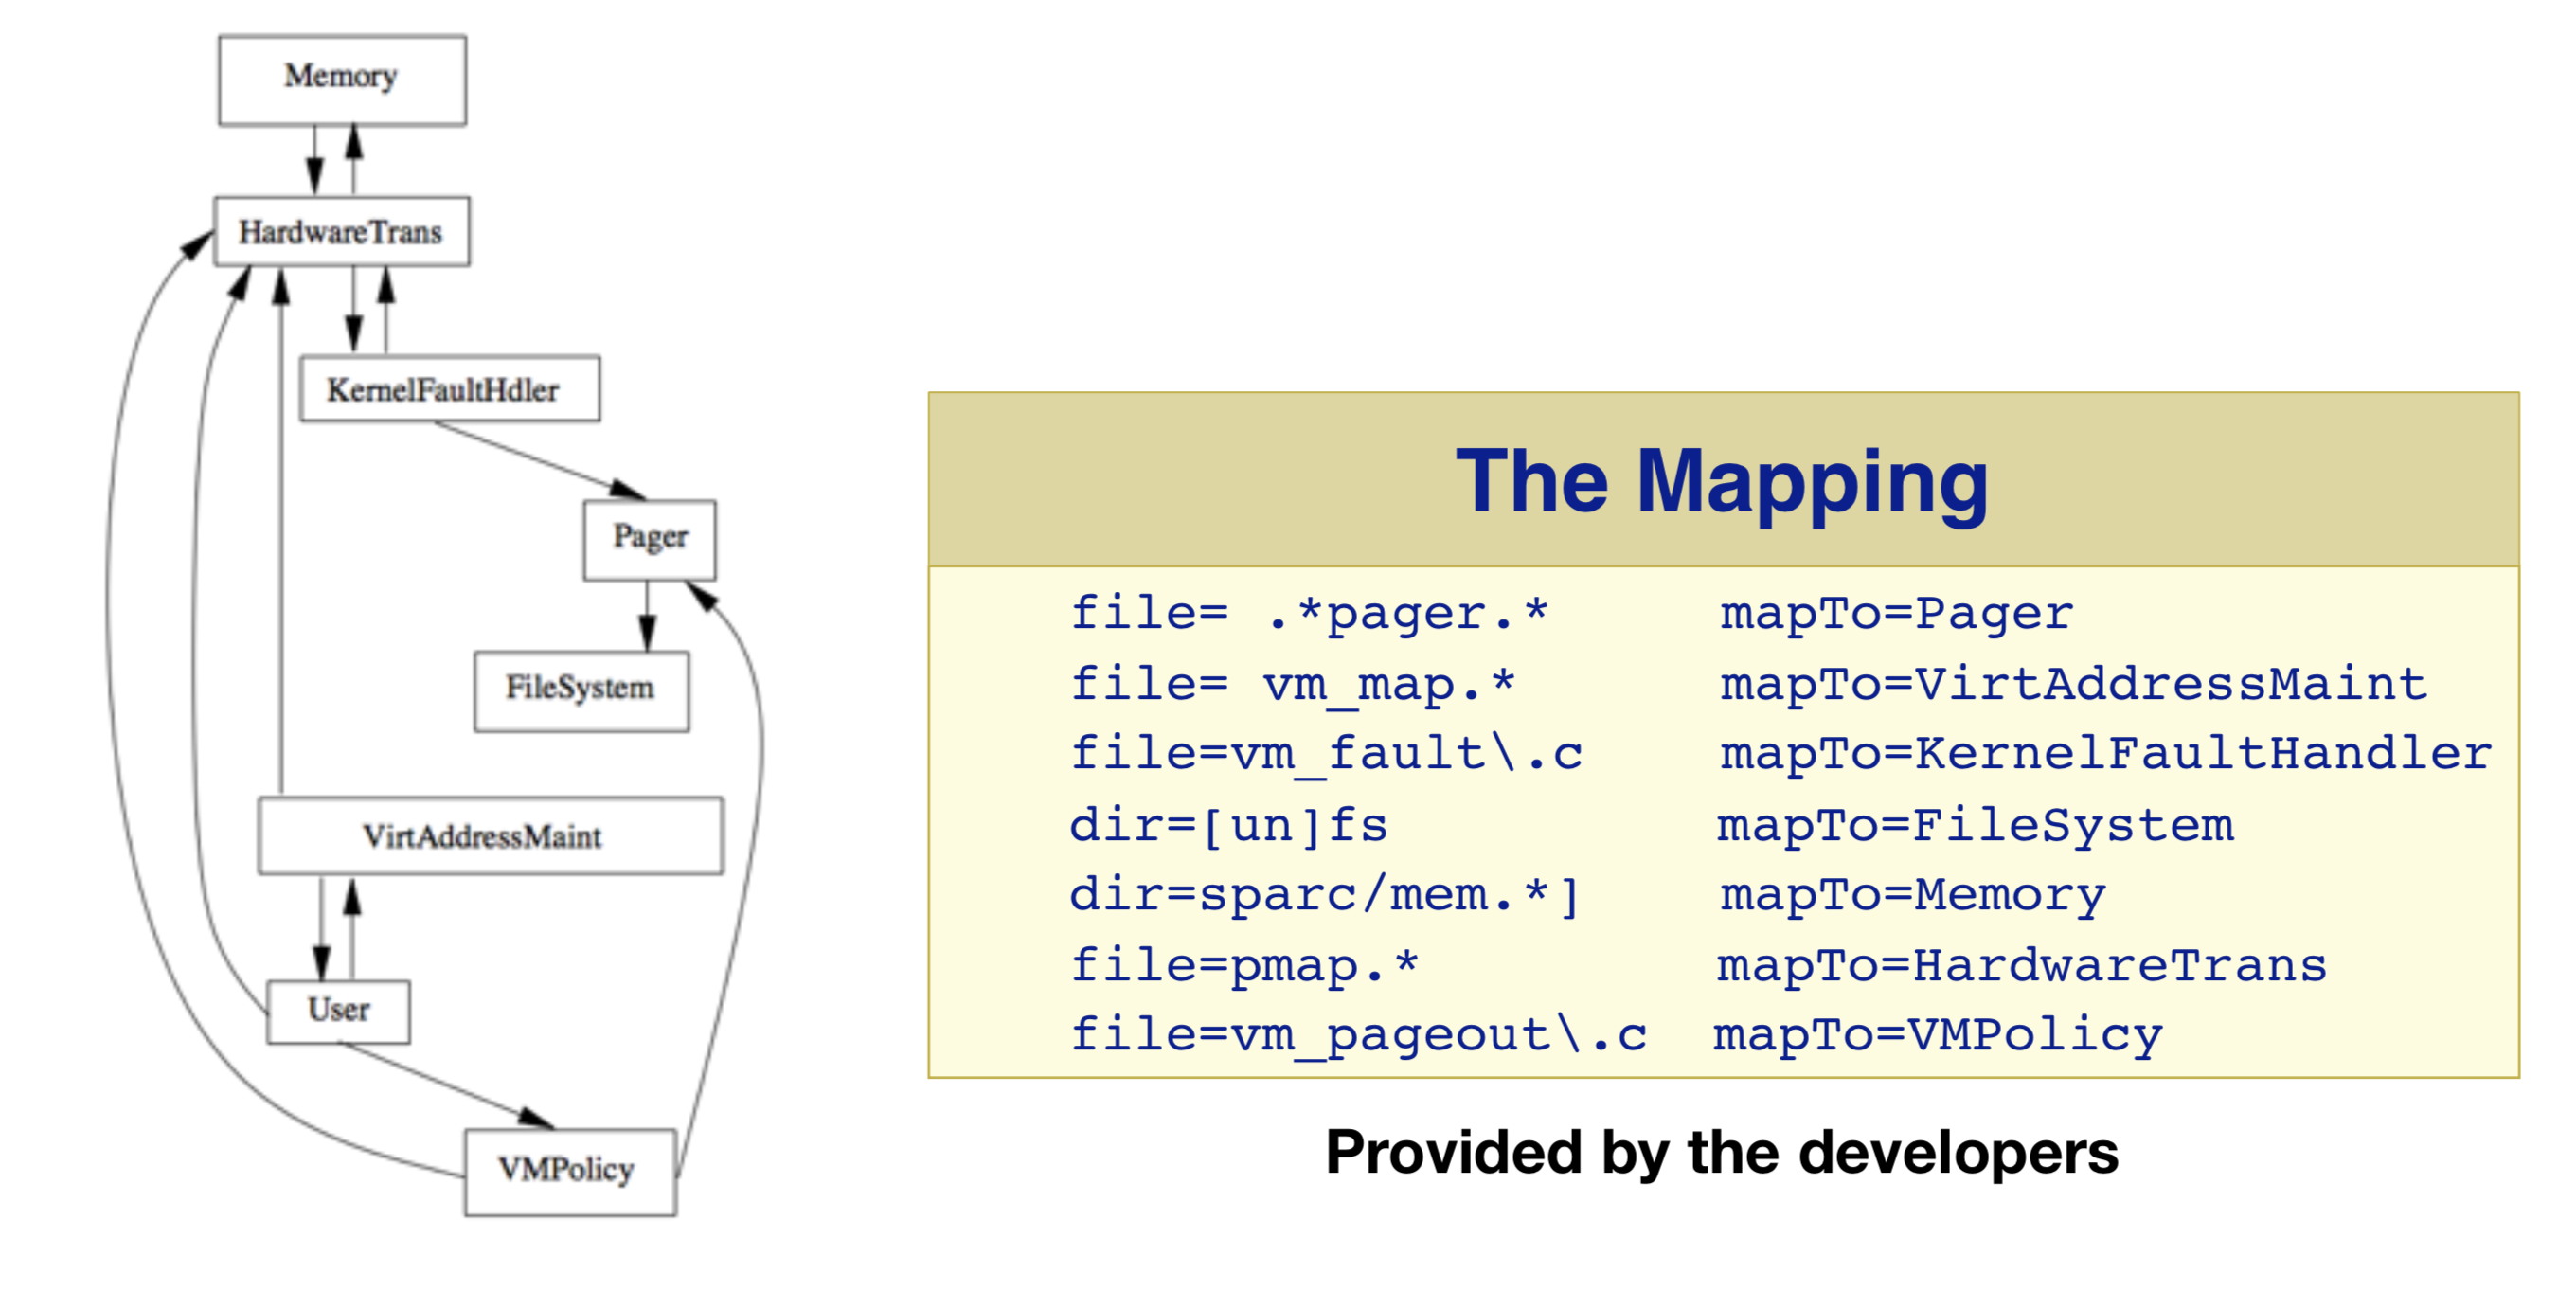 Memory
HardwareTrans
KernelFaultHdler
Pager
FileSystem
VirtAddressMaint
User
VMPolicy
The Mapping
file= .*pager.* mapTo=Pager
file= vm_map.* mapTo=VirtAddressMaint
file=vm_fault\.c mapTo=KernelFaultHandler
dir=[un]fs mapTo=FileSystem
dir=sparc/mem.*] mapTo=Memory
file=pmap.* mapTo=HardwareTrans
file=vm_pageout\.c mapTo=VMPolicy
Provided by the developers